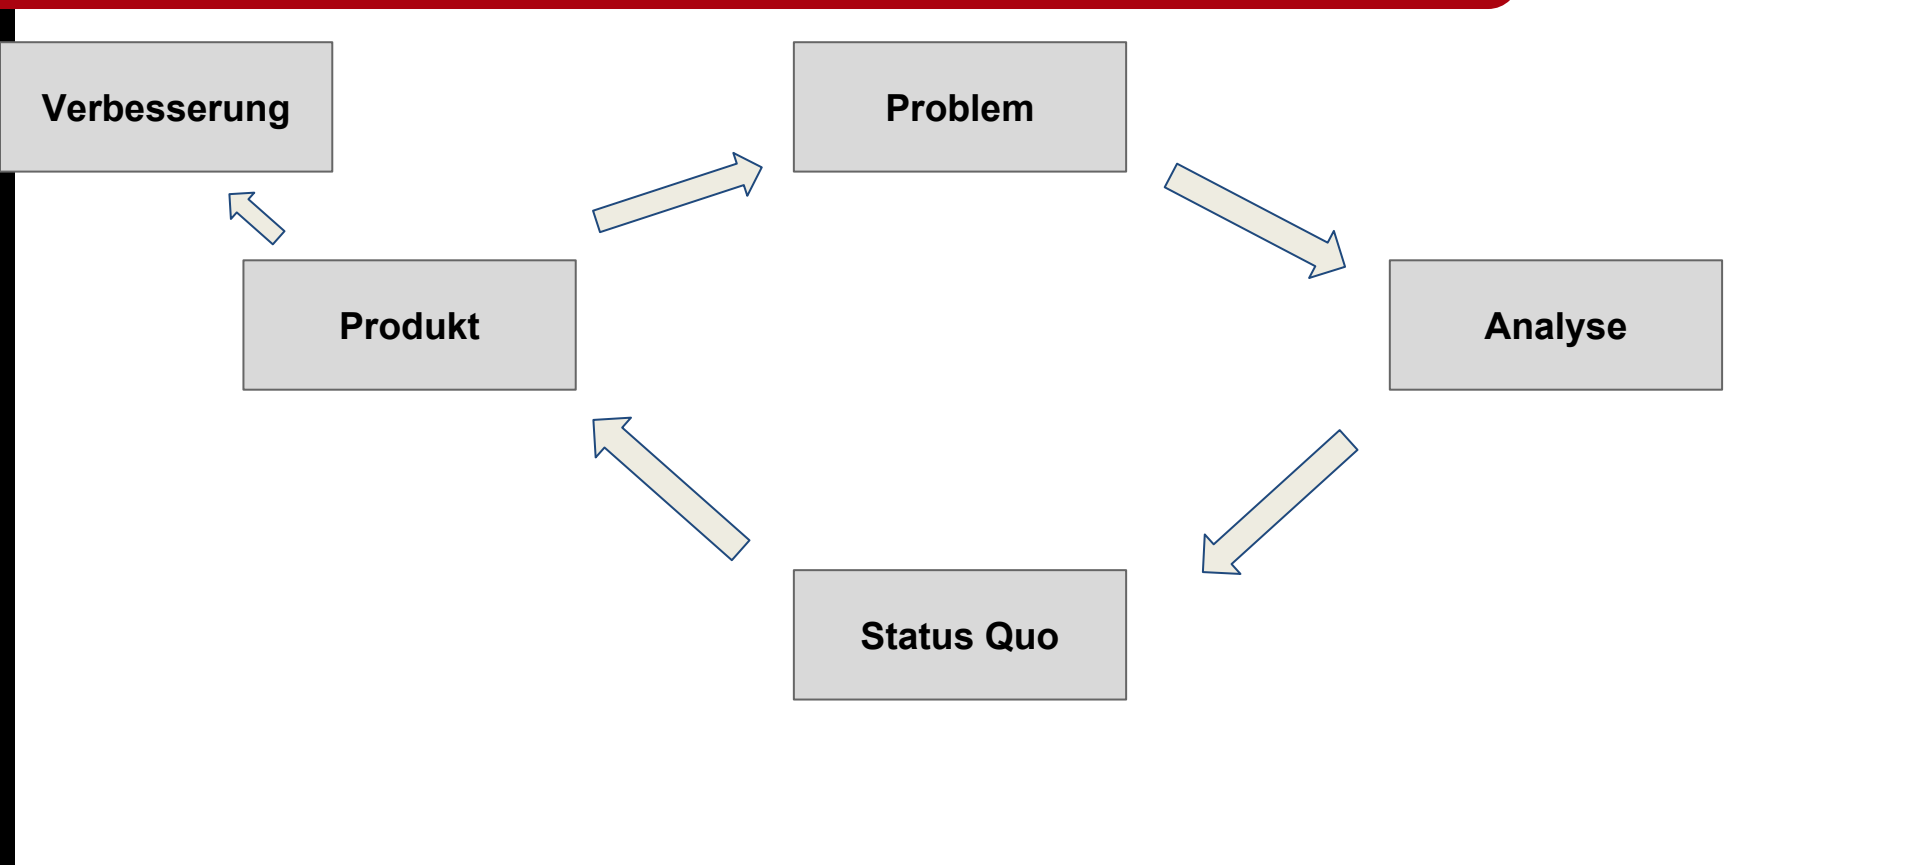 Verbesserung
Problem
Produkt
Analyse
Status Quo